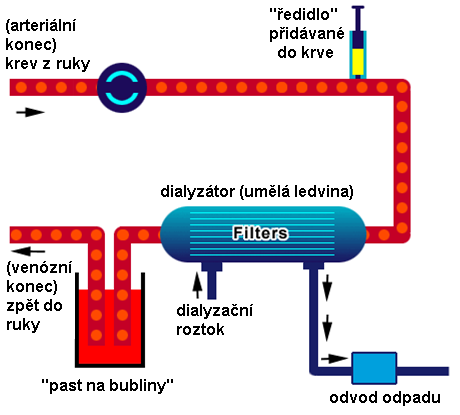 (arteriální
konec)
krev z ruky
"ředidlo"
přidávané
do krve
dialyzátor (umělá ledvina)
Filters
(venózní
konec)
zpět do
ruky
dialyzační
roztok
"past na bubliny"
odvod odpadu